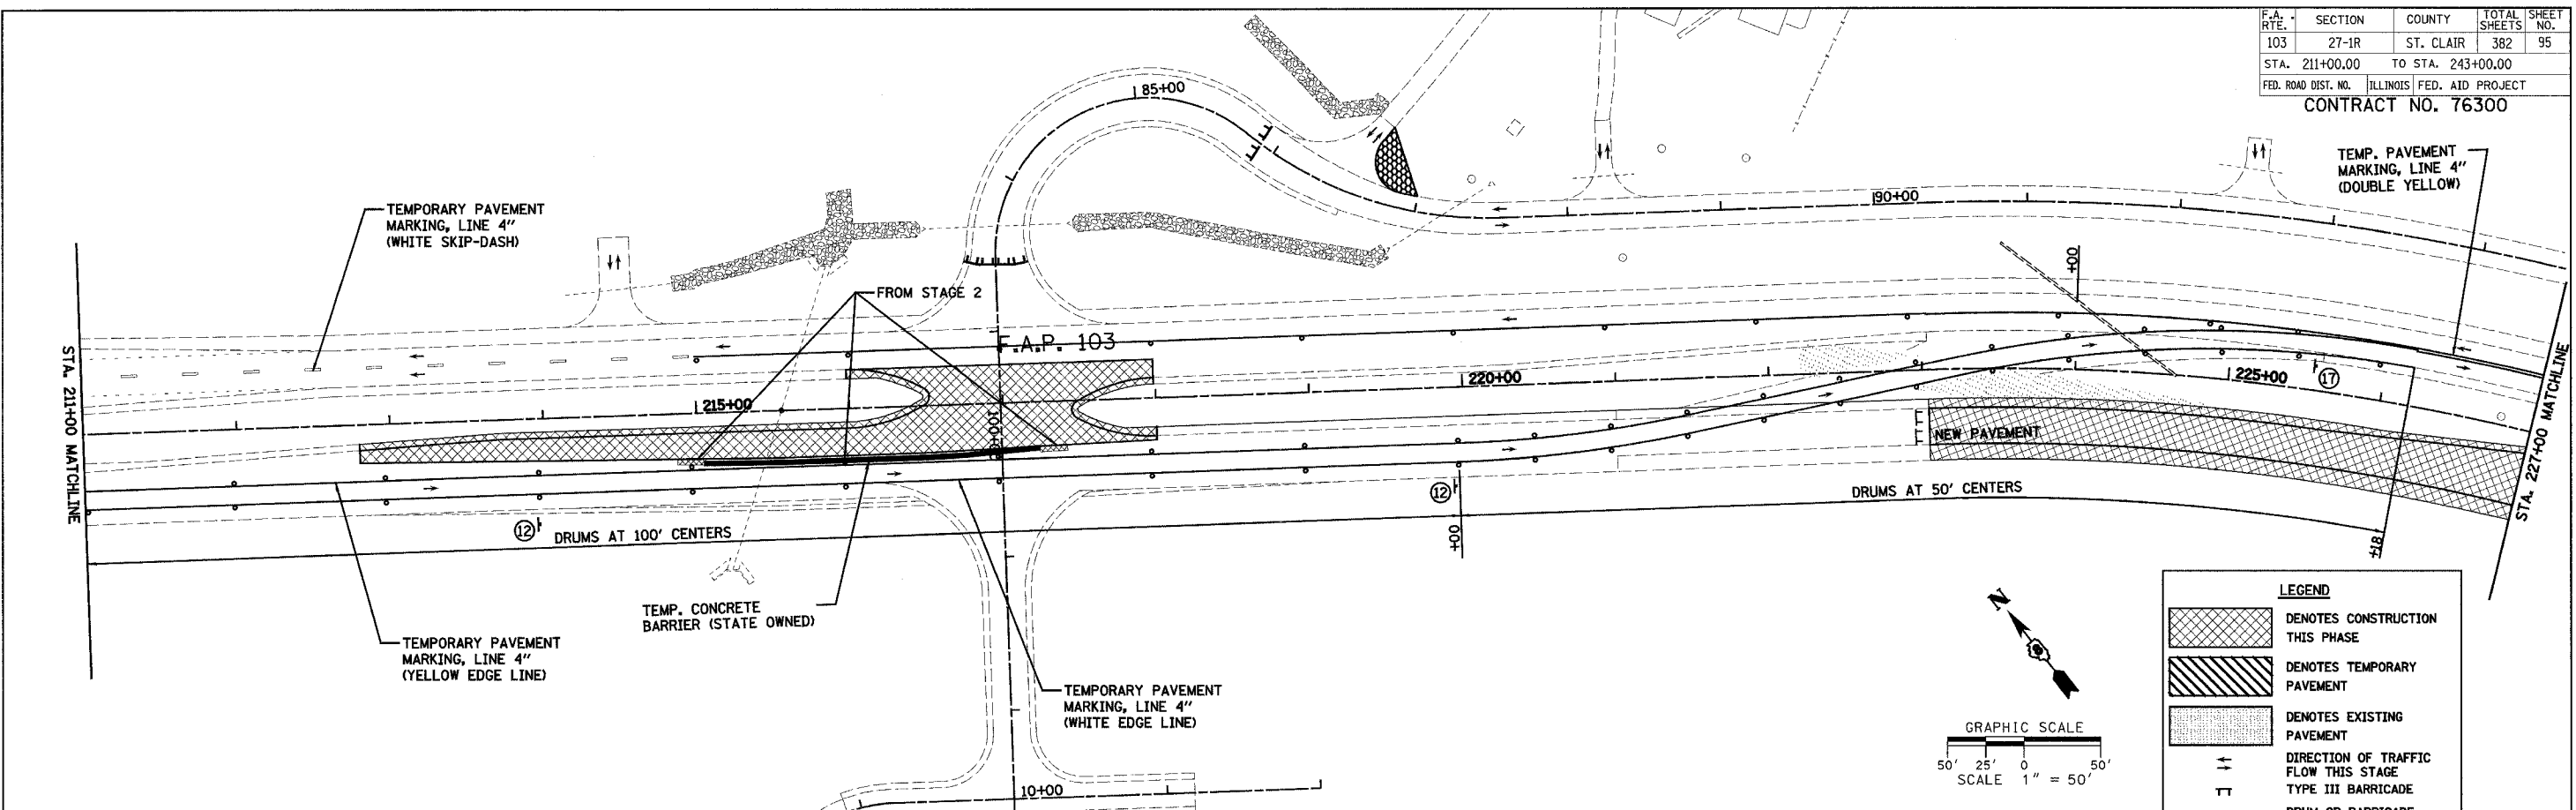 F.A. RTE. SECTION COUNTY TOTAL SHEETS SHEET NO.
103 27-1R ST. CLAIR 382 95
STA. 211+00.00 TO STA. 243+00.00
FED. ROAD DIST. NO. ILLINOIS FED. AID PROJECT
CONTRACT NO. 76300
85+00
TEMP. PAVEMENT
MARKING, LINE 4"
(DOUBLE YELLOW)
90+00
TEMPORARY PAVEMENT
MARKING, LINE 4"
(WHITE SKIP-DASH)
+00
FROM STAGE 2
F.A.P. 103
STA. 211+00 MATCHLINE
215+00
220+00
225+00
17
STA. 227+00 MATCHLINE
NEW PAVEMENT
12
DRUMS AT 100' CENTERS
12
DRUMS AT 50' CENTERS
+00
+18
TEMP. CONCRETE
BARRIER (STATE OWNED)
TEMPORARY PAVEMENT
MARKING, LINE 4"
(YELLOW EDGE LINE)
TEMPORARY PAVEMENT
MARKING, LINE 4"
(WHITE EDGE LINE)
10+00
N
GRAPHIC SCALE
50' 25' 0 50'
SCALE 1" = 50'
LEGEND
DENOTES CONSTRUCTION
THIS PHASE
DENOTES TEMPORARY
PAVEMENT
DENOTES EXISTING
PAVEMENT
DIRECTION OF TRAFFIC
FLOW THIS STAGE
TYPE III BARRICADE
DRUM OR BARRICADE